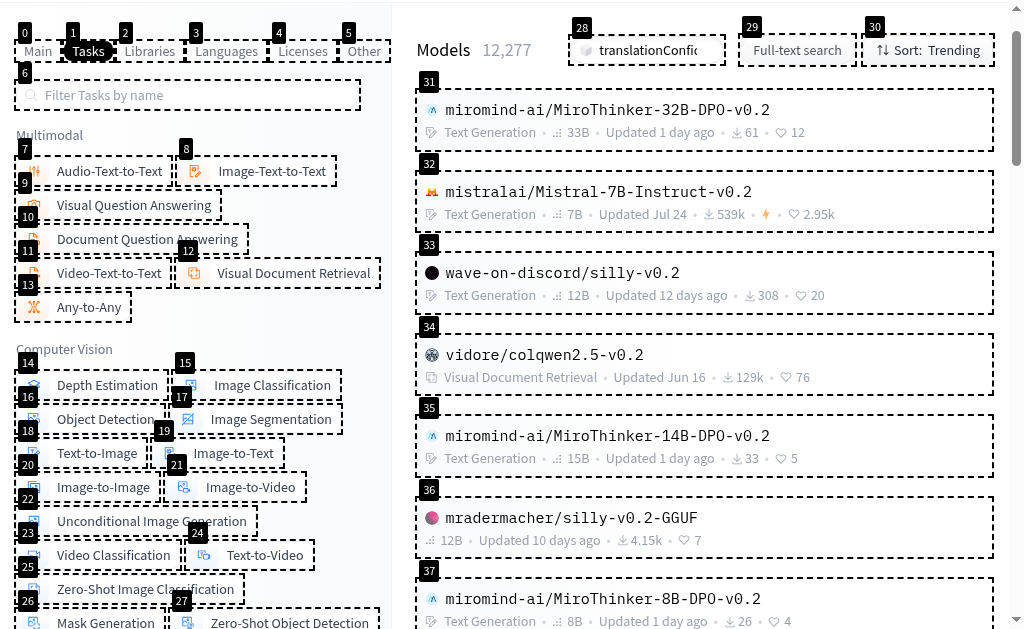 0 1 2 3 4 5
Main Tasks Libraries Languages Licenses Other
6
Filter Tasks by name
Multimodal
7 8
Audio-Text-to-Text Image-Text-to-Text
9
Visual Question Answering
10
Document Question Answering
11 12
Video-Text-to-Text Visual Document Retrieval
13
Any-to-Any
Computer Vision
14 15
Depth Estimation Image Classification
16 17
Object Detection Image Segmentation
18 19
Text-to-Image Image-to-Text
20 21
Image-to-Image Image-to-Video
22
Unconditional Image Generation
23 24
Video Classification Text-to-Video
25
Zero-Shot Image Classification
26 27
Mask Generation Zero-Shot Object Detection
28 29 30
Models 12,277 translationConfic Full-text search Sort: Trending
31
miromind-ai/MiroThinker-32B-DPO-v0.2
Text Generation • 33B • Updated 1 day ago • 61 • 12
32
mistralai/Mistral-7B-Instruct-v0.2
Text Generation • 7B • Updated Jul 24 • 539k • • 2.95k
33
wave-on-discord/silly-v0.2
Text Generation • 12B • Updated 12 days ago • 308 • 20
34
vidore/colqwen2.5-v0.2
Visual Document Retrieval • Updated Jun 16 • 129k • 76
35
miromind-ai/MiroThinker-14B-DPO-v0.2
Text Generation • 15B • Updated 1 day ago • 33 • 5
36
mradermacher/silly-v0.2-GGUF
12B • Updated 10 days ago • 4.15k • 7
37
miromind-ai/MiroThinker-8B-DPO-v0.2
Text Generation • 8B • Updated 1 day ago • 26 • 4